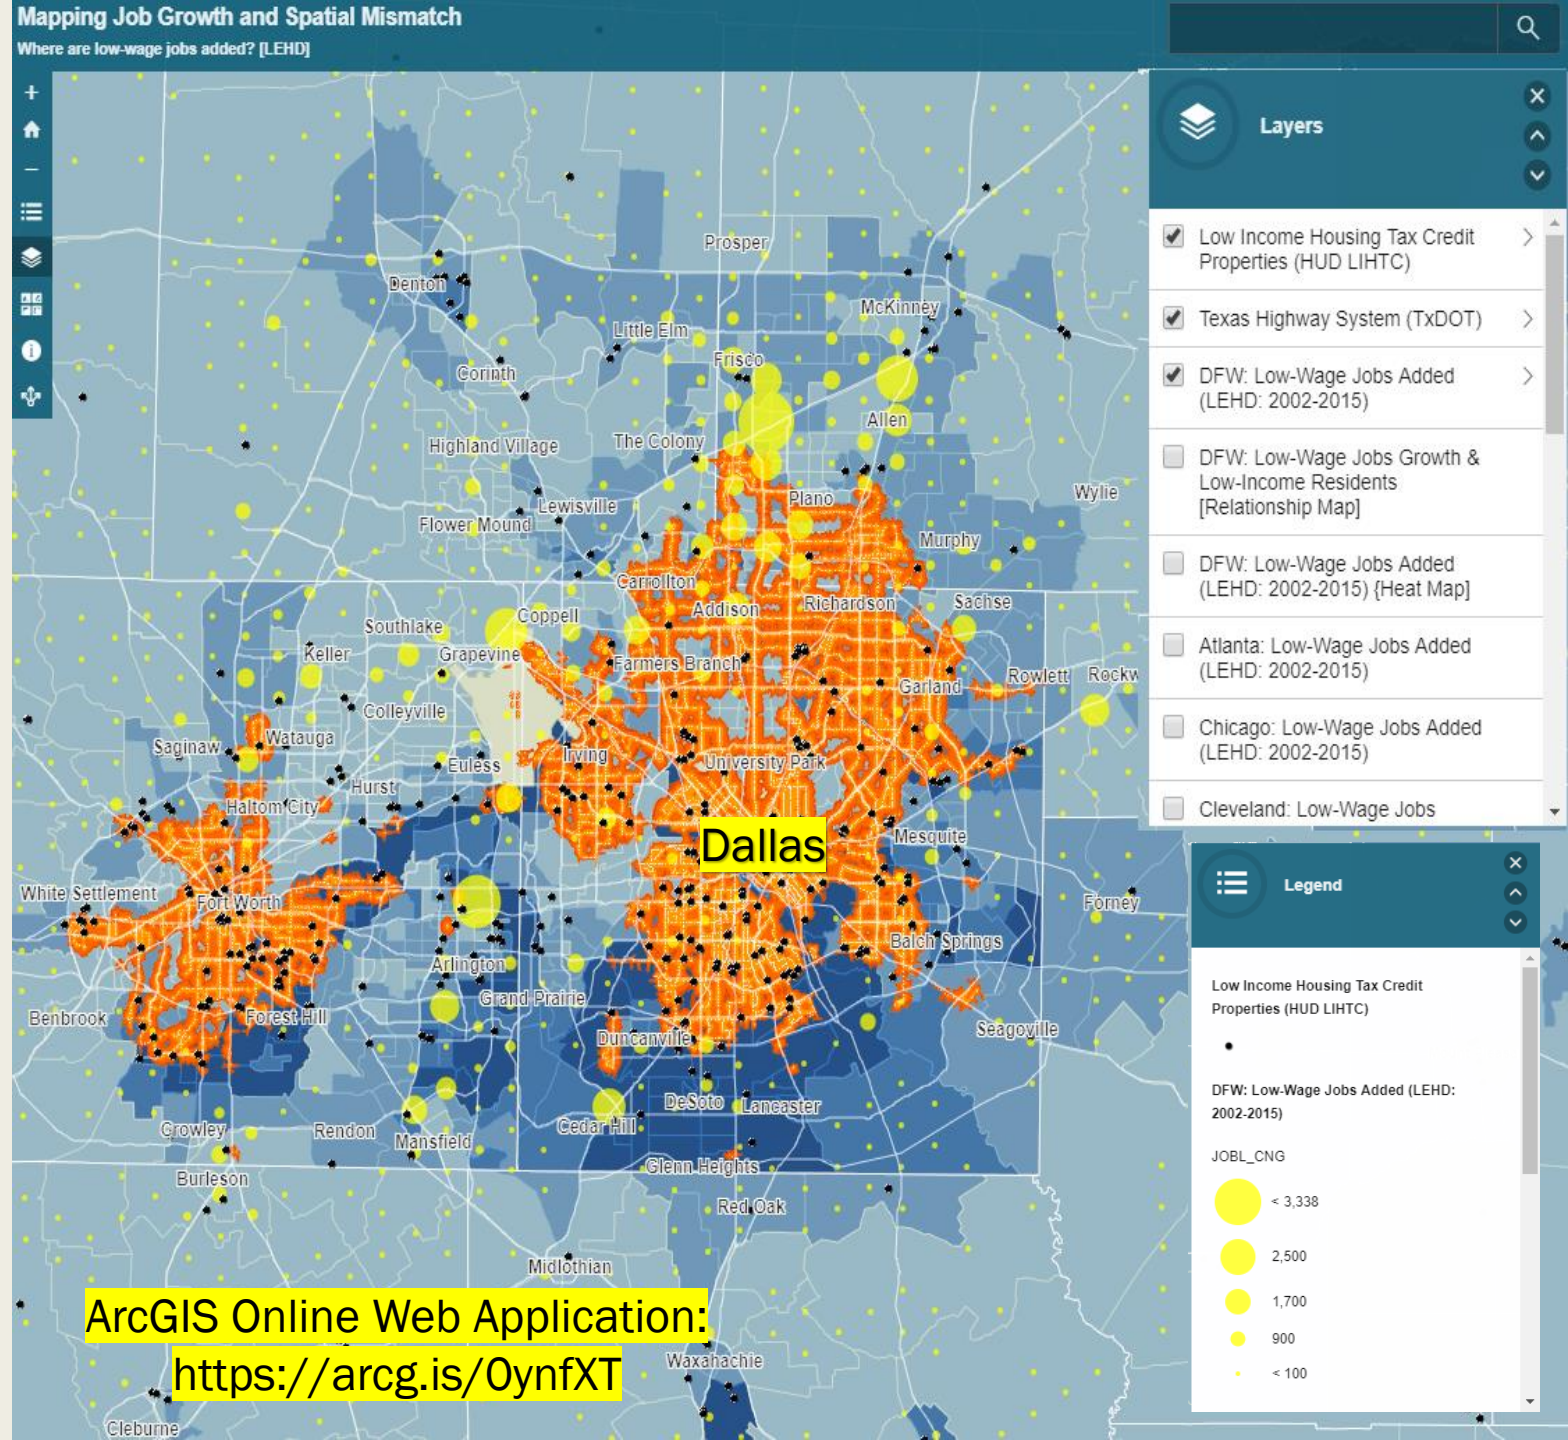 Mapping Job Growth and Spatial Mismatch
Where are low-wage jobs added? [LEHD]
Layers
Low Income Housing Tax Credit
Properties (HUD LIHTC)
Texas Highway System (TxDOT)
DFW: Low-Wage Jobs Added
(LEHD: 2002-2015)
DFW: Low-Wage Jobs Growth &
Low-Income Residents
[Relationship Map]
DFW: Low-Wage Jobs Added
(LEHD: 2002-2015) {Heat Map]
Atlanta: Low-Wage Jobs Added
(LEHD: 2002-2015)
Chicago: Low-Wage Jobs Added
(LEHD: 2002-2015)
Cleveland: Low-Wage Jobs
Prosper
Denton
McKinney
Little Elm
Frisco
Corinth
Allen
Highland Village
The Colony
Wylie
Plano
Lewisville
Flower Mound
Murphy
Carrollton
Addison
Richardson
Sachse
Coppell
Southlake
Keller
Grapevine
Farmers Branch
Garland
Rowlett
Rockw
Colleyville
Watauga
Saginaw
Euless
Irving
University Park
Hurst
Haltom City
Dallas
Mesquite
White Settlement
Fort Worth
Forney
Balch Springs
Arlington
Grand Prairie
Benbrook
Forest Hill
Duncanville
Seagoville
DeSoto
Lancaster
Cedar Hill
Crowley
Rendon
Mansfield
Glenn Heights
Burleson
Red Oak
Midlothian
Waxahachie
Cleburne
ArcGIS Online Web Application:
https://arcg.is/0ynfXT
Legend
Low Income Housing Tax Credit
Properties (HUD LIHTC)
DFW: Low-Wage Jobs Added (LEHD:
2002-2015)
JOBL_CNG
< 3,338
2,500
1,700
900
< 100